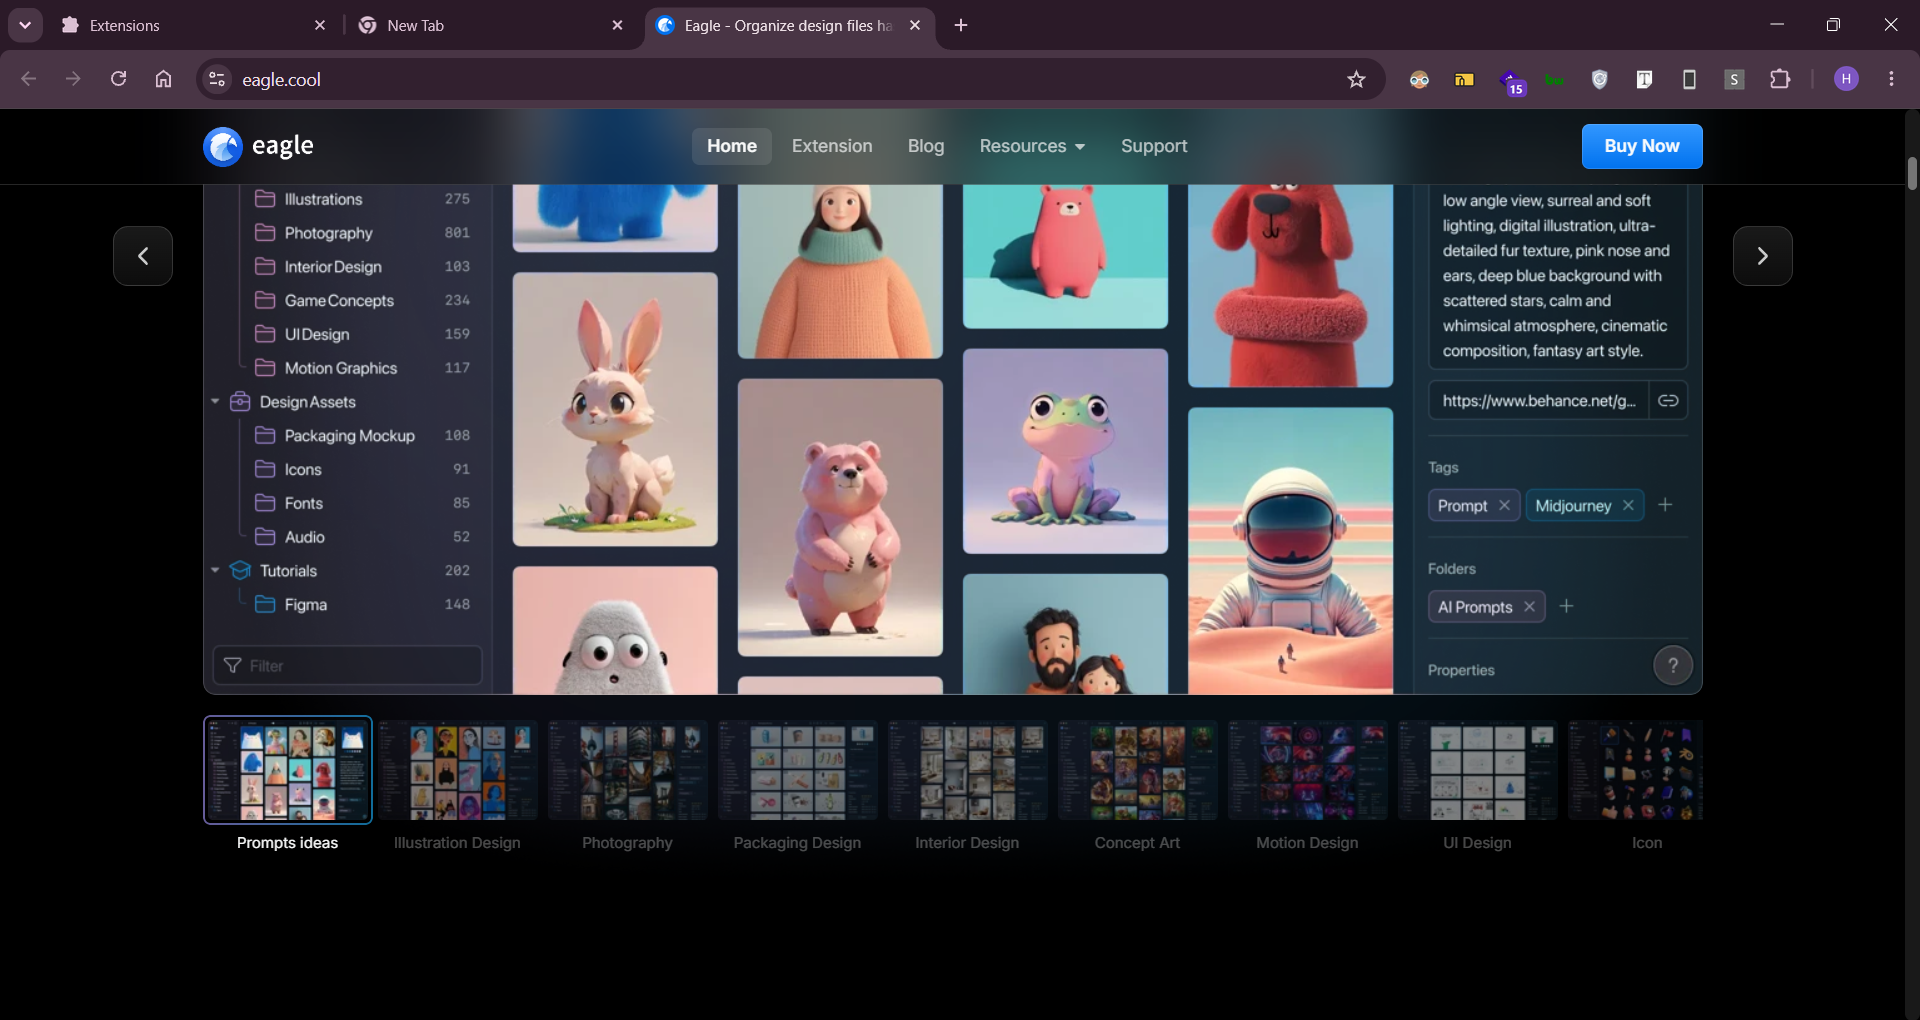 Extensions
New Tab
Eagle - Organize design files ha
eagle.cool
15
bw
T
S
H
eagle
Home
Extension
Blog
Resources
Support
Buy Now
Illustrations 275
Photography 801
Interior Design 103
Game Concepts 234
UI Design 159
Motion Graphics 117
Design Assets
Packaging Mockup 108
Icons 91
Fonts 85
Audio 52
Tutorials 202
Figma 148
Filter
low angle view, surreal and soft
lighting, digital illustration, ultra-
detailed fur texture, pink nose and
ears, deep blue background with
scattered stars, calm and
whimsical atmosphere, cinematic
composition, fantasy art style.
https://www.behance.net/g...
Tags
Prompt
Midjourney
Folders
AI Prompts
Properties
?
Prompts ideas
Illustration Design
Photography
Packaging Design
Interior Design
Concept Art
Motion Design
UI Design
Icon